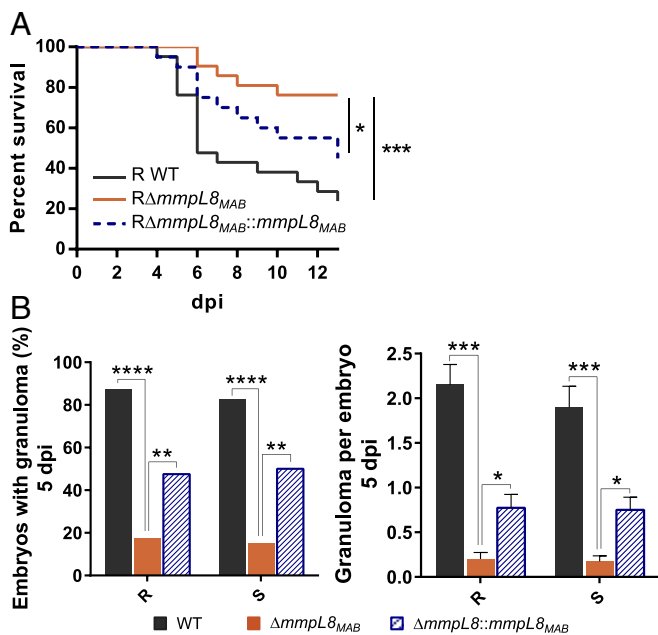 A
Percent survival
100
80
60
40
20
0
R WT
RΔmmpL8MAB
RΔmmpL8MAB::mmpL8MAB
*
***
0 2 4 6 8 10 12
dpi
B
Embryos with granuloma (%)
5 dpi
100
80
60
40
20
0
****
**
****
**
R S
Granuloma per embryo
5 dpi
2.5
2.0
1.5
1.0
0.5
0.0
***
*
***
*
R S
WT ΔmmpL8MAB ΔmmpL8::mmpL8MAB